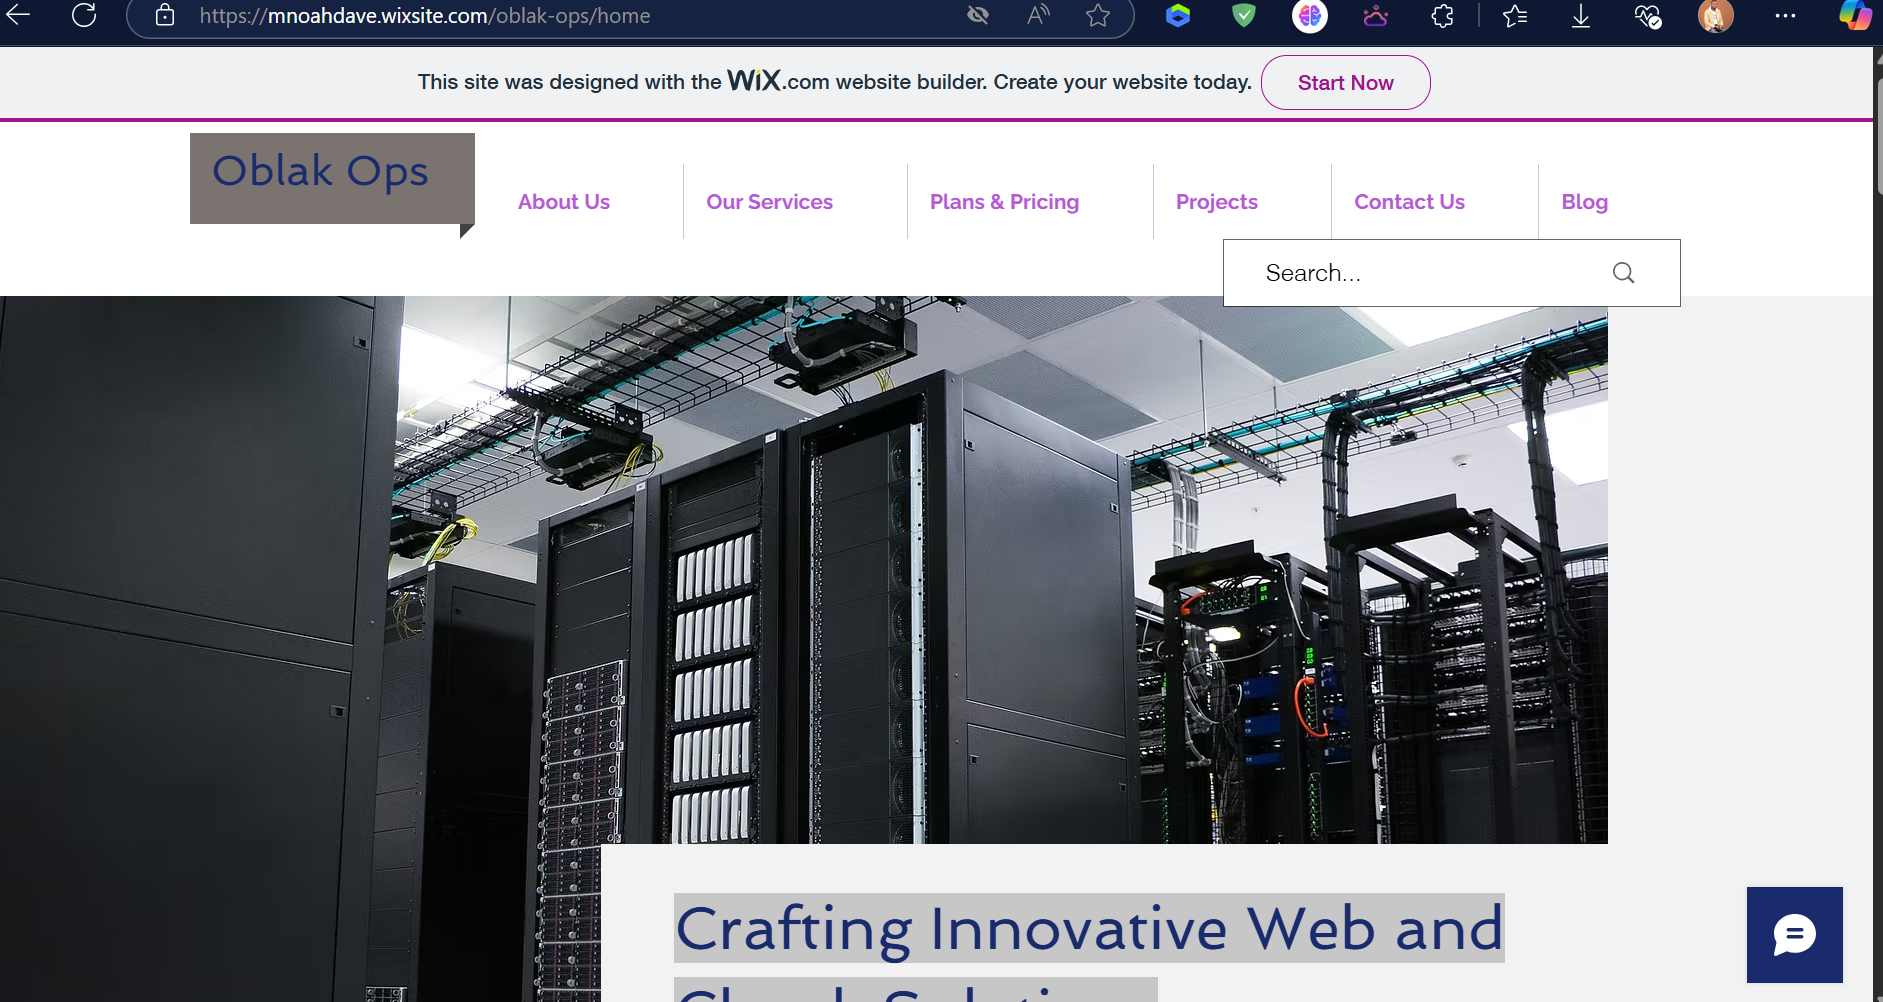 https://mnoahdave.wixsite.com/oblak-ops/home
This site was designed with the WiX.com website builder. Create your website today.
Start Now
Oblak Ops
About Us
Our Services
Plans & Pricing
Projects
Contact Us
Blog
Search...
Crafting Innovative Web and